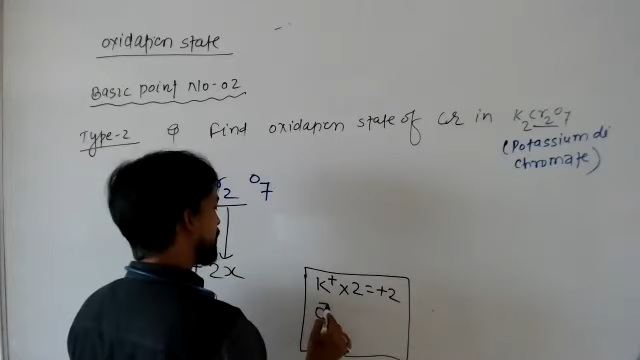 oxidation state
Basic point No-02
Type-2 Q Find oxidation state of Cr in K2Cr2O7
(Potassium di
chromate)
r2 O7
+ 2x
K+ x 2 = +2